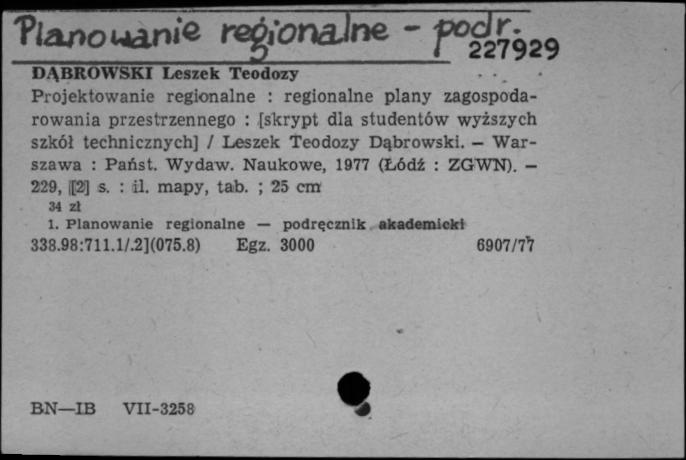 Planowanie regionalne - podr.
227929
DĄBROWSKI Leszek Teodozy
Projektowanie regionalne : regionalne plany zagospoda-
rowania przestrzennego : [skrypt dla studentów wyższych
szkół technicznych] / Leszek Teodozy Dąbrowski. — War-
szawa : Państ. Wydaw. Naukowe, 1977 (Łódź : ZGWN). —
229, [2] s. : il. mapy, tab. ; 25 cm
34 zł
1. Planowanie regionalne — podręcznik akademicki
338.98:711.1/.2](075.8) Egz. 3000 6907/77
BN—IB VII-3258